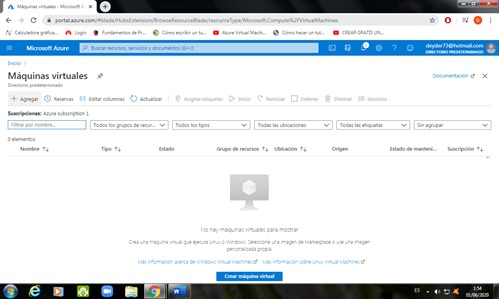 Máquinas virtuales - Microsoft A
portal.azure.com/#blade/HubsExtension/BrowseResourceBlade/resourceType/Microsoft.Compute%2FVirtualMachines
Calculadora gráfica... Login Fundamentos de Pr... Cómo escribir un tu... Azure Virtual Machi... Cómo hacer un tut... CREAR GRATIS UN...
Microsoft Azure Buscar recursos, servicios y documentos (G+/) deyder73@hotmail.com
DIRECTORIO PREDETERMINADO
Inicio >
Máquinas virtuales Documentación
Directorio predeterminado
Agregar Reservas Editar columnas Actualizar Asignar etiquetas Inicio Reiniciar Detener Eliminar Servicios
Suscripciones: Azure subscription 1
Filtrar por nombre... Todos los grupos de recur... Todos los tipos Todas las ubicaciones Todas las etiquetas Sin agrupar
0 elementos
Nombre Tipo Estado Grupo de recursos Ubicación Origen Estado de manteni... Suscripción
No hay máquinas virtuales para mostrar
Cree una máquina virtual que ejecute Linux o Windows. Seleccione una imagen de Marketplace o use una
imagen personalizada propia.
Más información acerca de Windows Virtual Machines Más información sobre Linux Virtual Machines
Crear máquina virtual
ES 1:54
01/06/2020